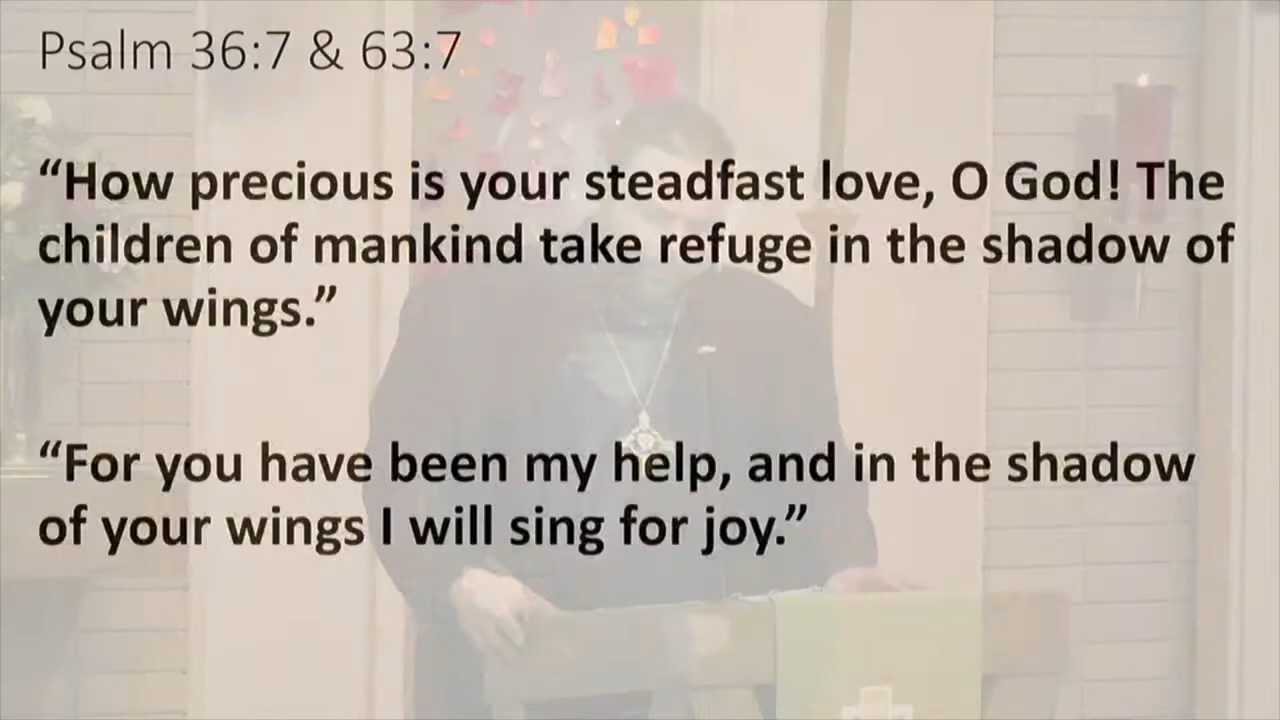 Psalm 36:7 & 63:7
“How precious is your steadfast love, O God! The
children of mankind take refuge in the shadow of
your wings.”
“For you have been my help, and in the shadow
of your wings I will sing for joy.”